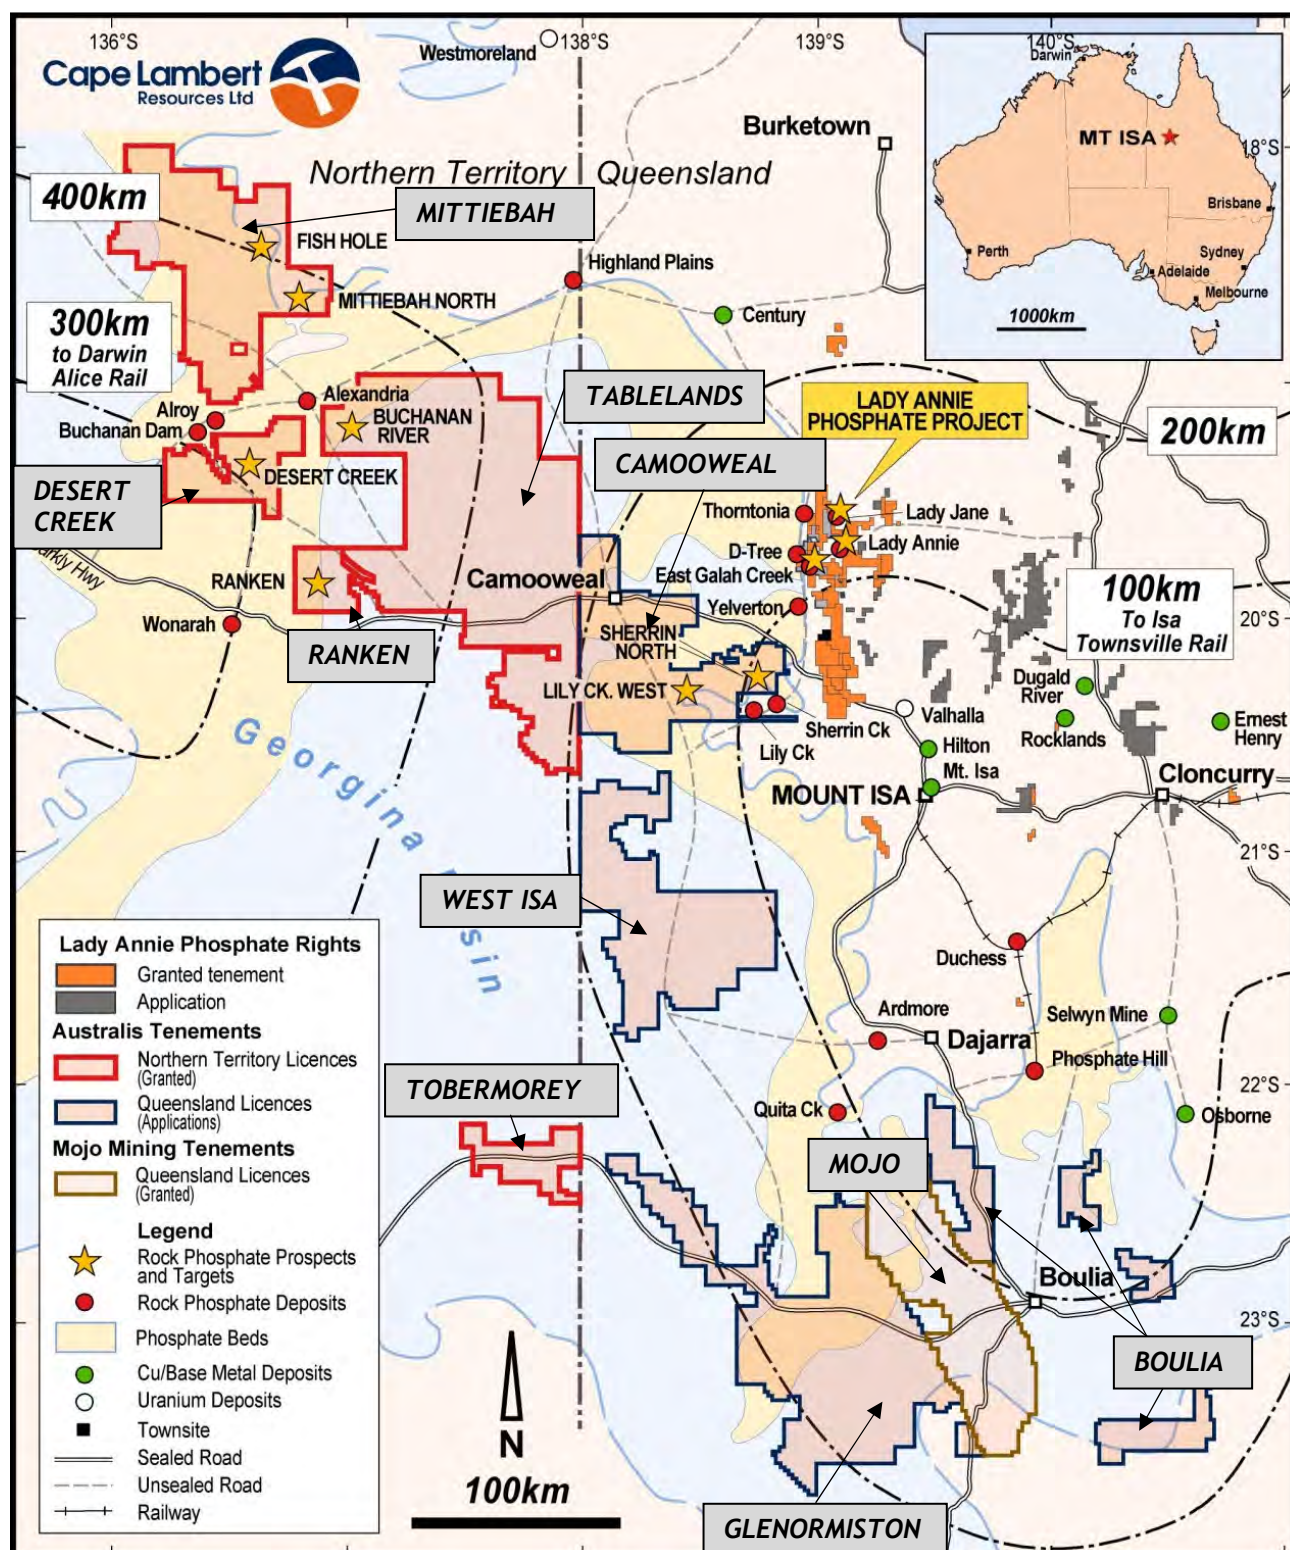 136°S
138°S
139°S
140°S
Westmoreland
Cape Lambert
Resources Ltd
Darwin
MT ISA
Brisbane
Perth
Sydney
Adelaide
Melbourne
1000km
18°S
Burketown
Northern Territory
Queensland
400km
MITTIEBAH
FISH HOLE
MITTIEBAH NORTH
Highland Plains
Century
300km
to Darwin
Alice Rail
Alexandria
Alroy
Buchanan Dam
BUCHANAN
RIVER
TABLELANDS
LADY ANNIE
PHOSPHATE PROJECT
200km
CAMOOWEAL
DESERT CREEK
DESERT
CREEK
Thorntonia
Lady Jane
D-Tree
Lady Annie
East Galah Creek
Camooweal
Yelverton
RANKEN
Wonarah
RANKEN
100km
To Isa
Townsville Rail
20°S
SHERRIN
NORTH
LILY CK. WEST
Dugald
River
Rocklands
Ernest
Henry
Valhalla
Sherrin Ck
Lily Ck
Hilton
Mt. Isa
MOUNT ISA
Cloncurry
Georgina
21°S
WEST ISA
Duchess
Ardmore
Selwyn Mine
Dajarra
Phosphate Hill
22°S
TOBERMOREY
Quita Ck
Osborne
MOJO
Boulia
23°S
BOULIA
GLENORMISTON
N
100km
Lady Annie Phosphate Rights
Granted tenement
Application
Australis Tenements
Northern Territory Licences
(Granted)
Queensland Licences
(Applications)
Mojo Mining Tenements
Queensland Licences
(Granted)
Legend
Rock Phosphate Prospects
and Targets
Rock Phosphate Deposits
Phosphate Beds
Cu/Base Metal Deposits
Uranium Deposits
Townsite
Sealed Road
Unsealed Road
Railway